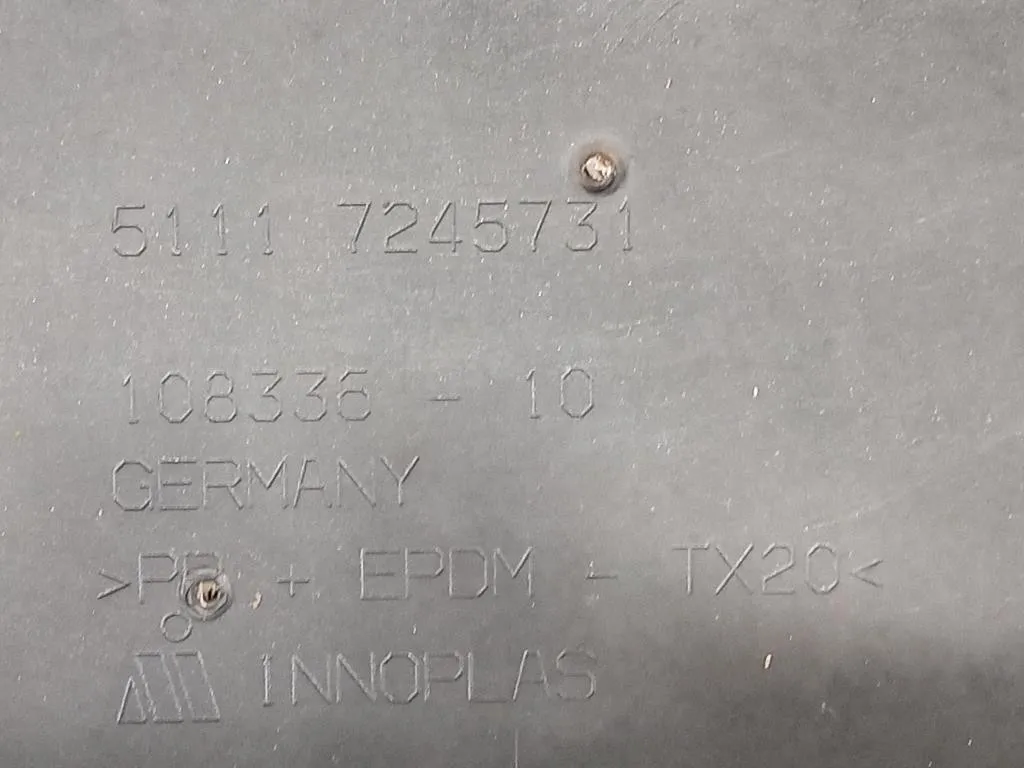 5111 7245731
108336 - 10
GERMANY
>PP + EPDM - TX20<
INNOPLAS